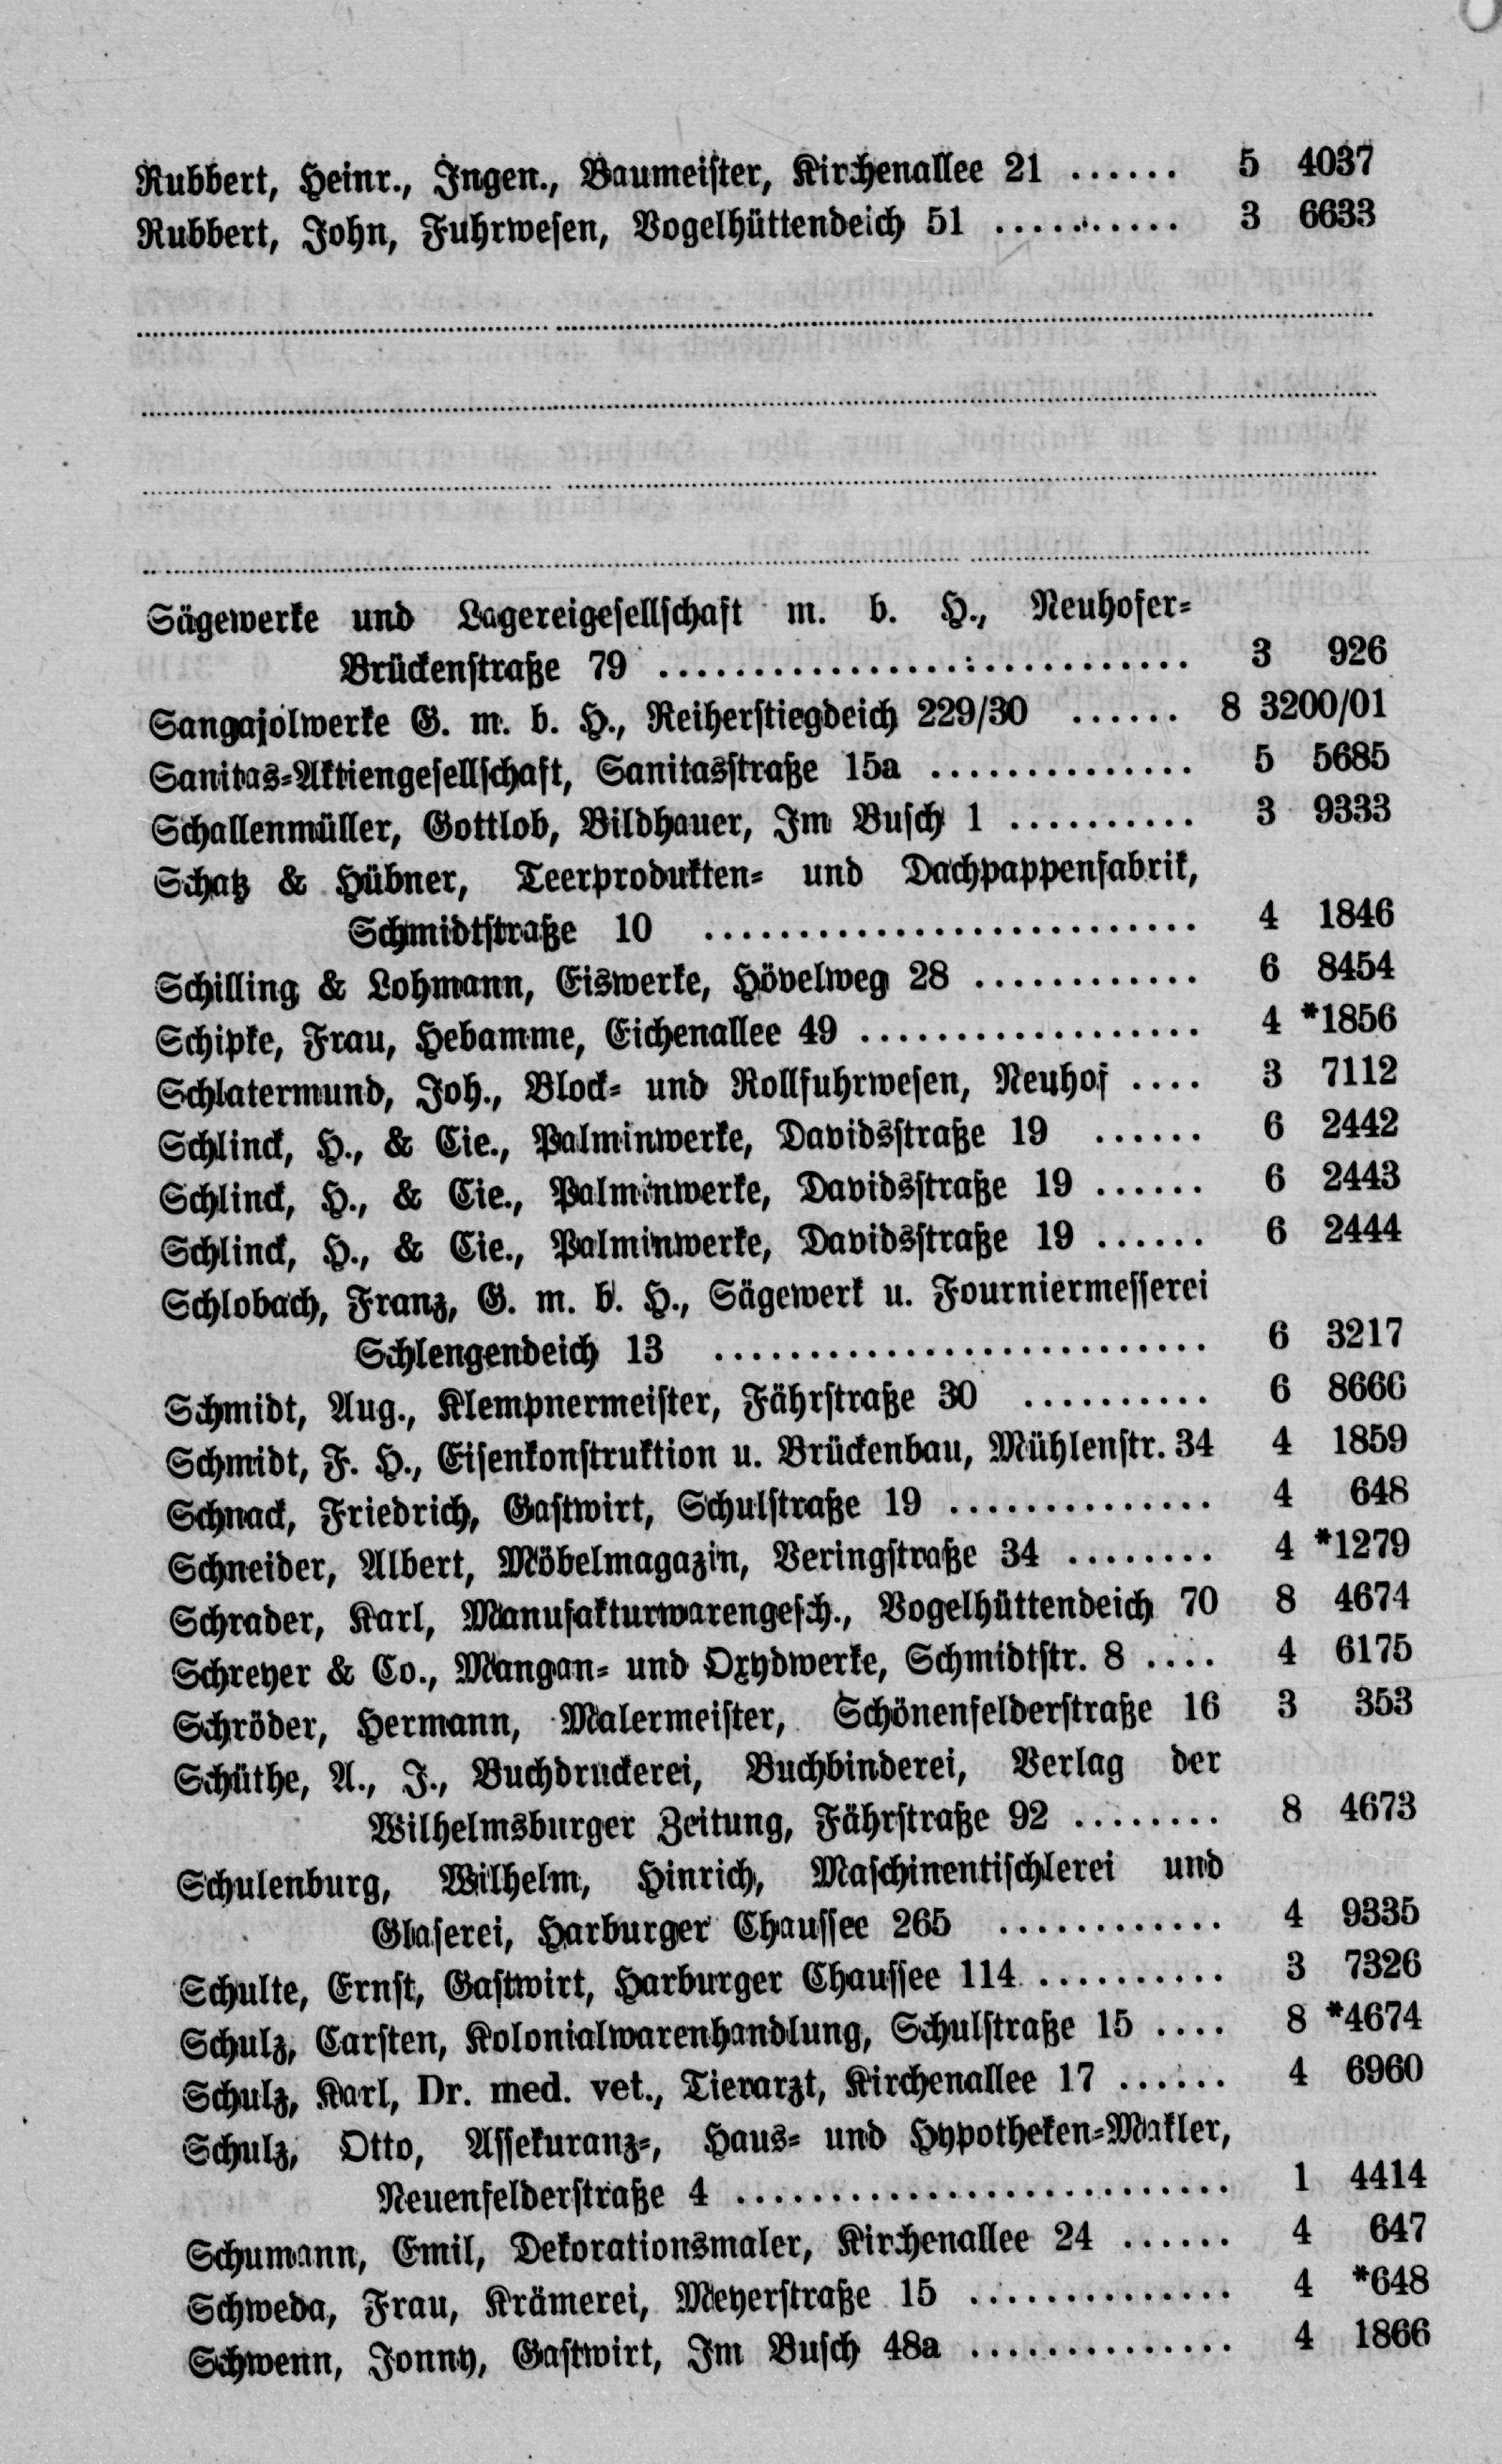 Rubbert, Heinr., Ingen., Baumeister, Kirchenallee 21 ...... 5 4037
Rubbert, John, Fuhrwesen, Vogelhüttendeich 51 .......... 3 6633
Sägewerke und Lagereigesellschaft m. b. H., Neuhofer-
Brückenstraße 79 ............................ 3 926
Sangajolwerke G. m. b. H., Reiherstiegdeich 229/30 ...... 8 3200/01
Sanitas-Aktiengesellschaft, Sanitasstraße 15a .............. 5 5685
Schallenmüller, Gottlob, Bildhauer, Im Busch 1 .......... 3 9333
Schatz & Hübner, Teerprodukten- und Dachpappenfabrik,
Schmidtstraße 10 .......................... 4 1846
Schilling & Lohmann, Eiswerke, Hövelweg 28 ............ 6 8454
Schipke, Frau, Hebamme, Eichenallee 49 .................. 4 *1856
Schlatermund, Joh., Block- und Rollfuhrwesen, Neuhof .... 3 7112
Schlinck, H., & Cie., Palminwerke, Davidsstraße 19 ...... 6 2442
Schlinck, H., & Cie., Palminwerke, Davidsstraße 19 ...... 6 2443
Schlinck, H., & Cie., Palminwerke, Davidsstraße 19 ...... 6 2444
Schlobach, Franz, G. m. b. H., Sägewerk u. Fourniermesserei
Schlengendeich 13 .......................... 6 3217
Schmidt, Aug., Klempnermeister, Fährstraße 30 .......... 6 8666
Schmidt, F. H., Eisenkonstruktion u. Brückenbau, Mühlenstr. 34 4 1859
Schnack, Friedrich, Gastwirt, Schulstraße 19 .............. 4 648
Schneider, Albert, Möbelmagazin, Veringstraße 34 ........ 4 *1279
Schrader, Karl, Manufakturwarengesch., Vogelhüttendeich 70 8 4674
Schreyer & Co., Mangan- und Oxydwerke, Schmidtstr. 8 .... 4 6175
Schröder, Hermann, Malermeister, Schönenfelderstraße 16 3 353
Schüthe, A., J., Buchdruckerei, Buchbinderei, Verlag der
Wilhelmsburger Zeitung, Fährstraße 92 ........ 8 4673
Schulenburg, Wilhelm, Hinrich, Maschinentischlerei und
Glaserei, Harburger Chaussee 265 ............ 4 9335
Schulte, Ernst, Gastwirt, Harburger Chaussee 114 .......... 3 7326
Schulz, Carsten, Kolonialwarenhandlung, Schulstraße 15 .... 8 *4674
Schulz, Karl, Dr. med. vet., Tierarzt, Kirchenallee 17 ...... 4 6960
Schulz, Otto, Assekuranz-, Haus- und Hypotheken-Makler,
Neuenfelderstraße 4 .......................... 1 4414
Schumann, Emil, Dekorationsmaler, Kirchenallee 24 ...... 4 647
Schweda, Frau, Krämerei, Meyerstraße 15 .............. 4 *648
Schwenn, Jonny, Gastwirt, Im Busch 48a .............. 4 1866